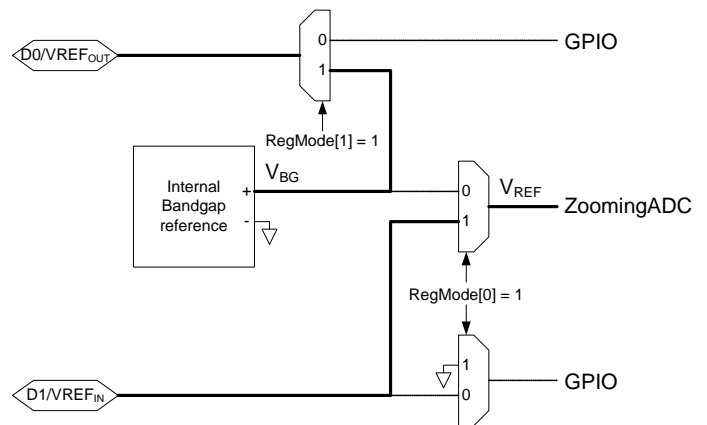 D0/VREFOUT
0
GPIO
1
RegMode[1] = 1
VBG
Internal
Bandgap
reference
+
-
0
VREF
1
ZoomingADC
RegMode[0] = 1
1
D1/VREFIN
0
GPIO